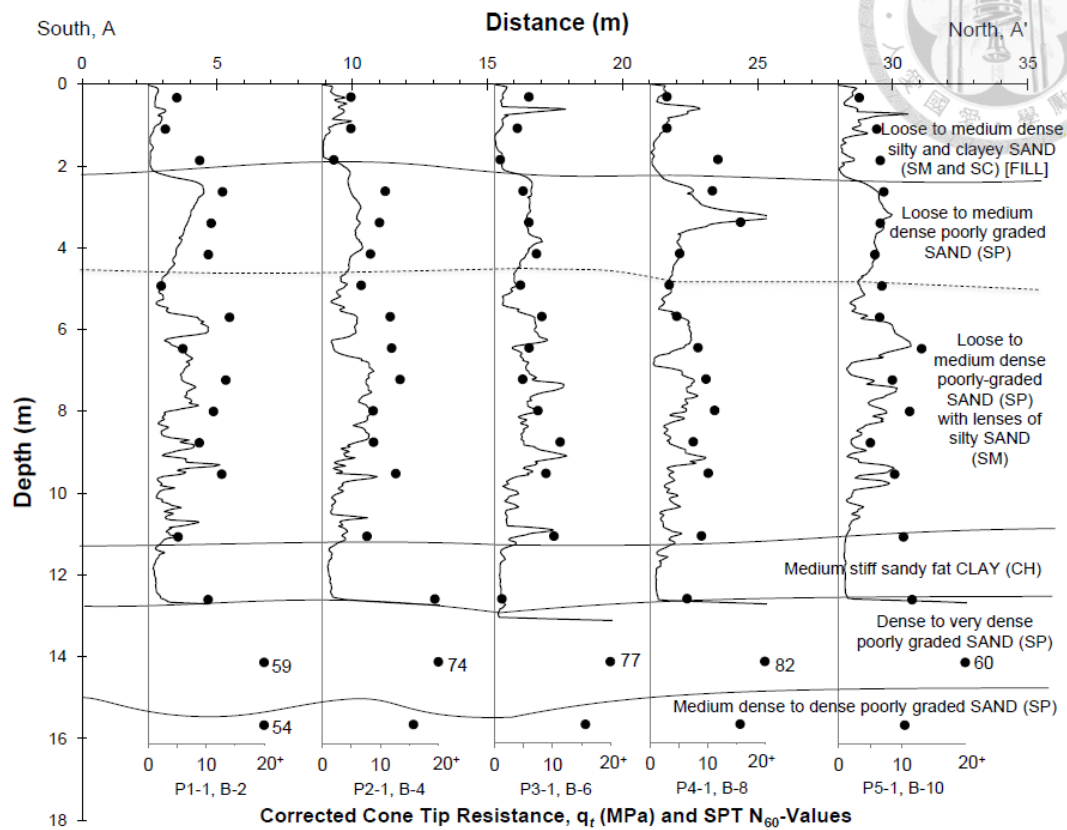 Distance (m)
South, A
North, A'
0 5 10 15 20 25 30 35
0
2
4
6
8
10
12
14
16
18
Depth (m)
Loose to medium dense
silty and clayey SAND
(SM and SC) [FILL]
Loose to medium
dense poorly graded
SAND (SP)
Loose to
medium dense
poorly-graded
SAND (SP)
with lenses of
silty SAND
(SM)
Medium stiff sandy fat CLAY (CH)
Dense to very dense
poorly graded SAND (SP)
59 74 77 82 60
Medium dense to dense poorly graded SAND (SP)
54
0 10 20+ 0 10 20+ 0 10 20+ 0 10 20+ 0 10 20+
P1-1, B-2 P2-1, B-4 P3-1, B-6 P4-1, B-8 P5-1, B-10
Corrected Cone Tip Resistance, qt (MPa) and SPT N60-Values